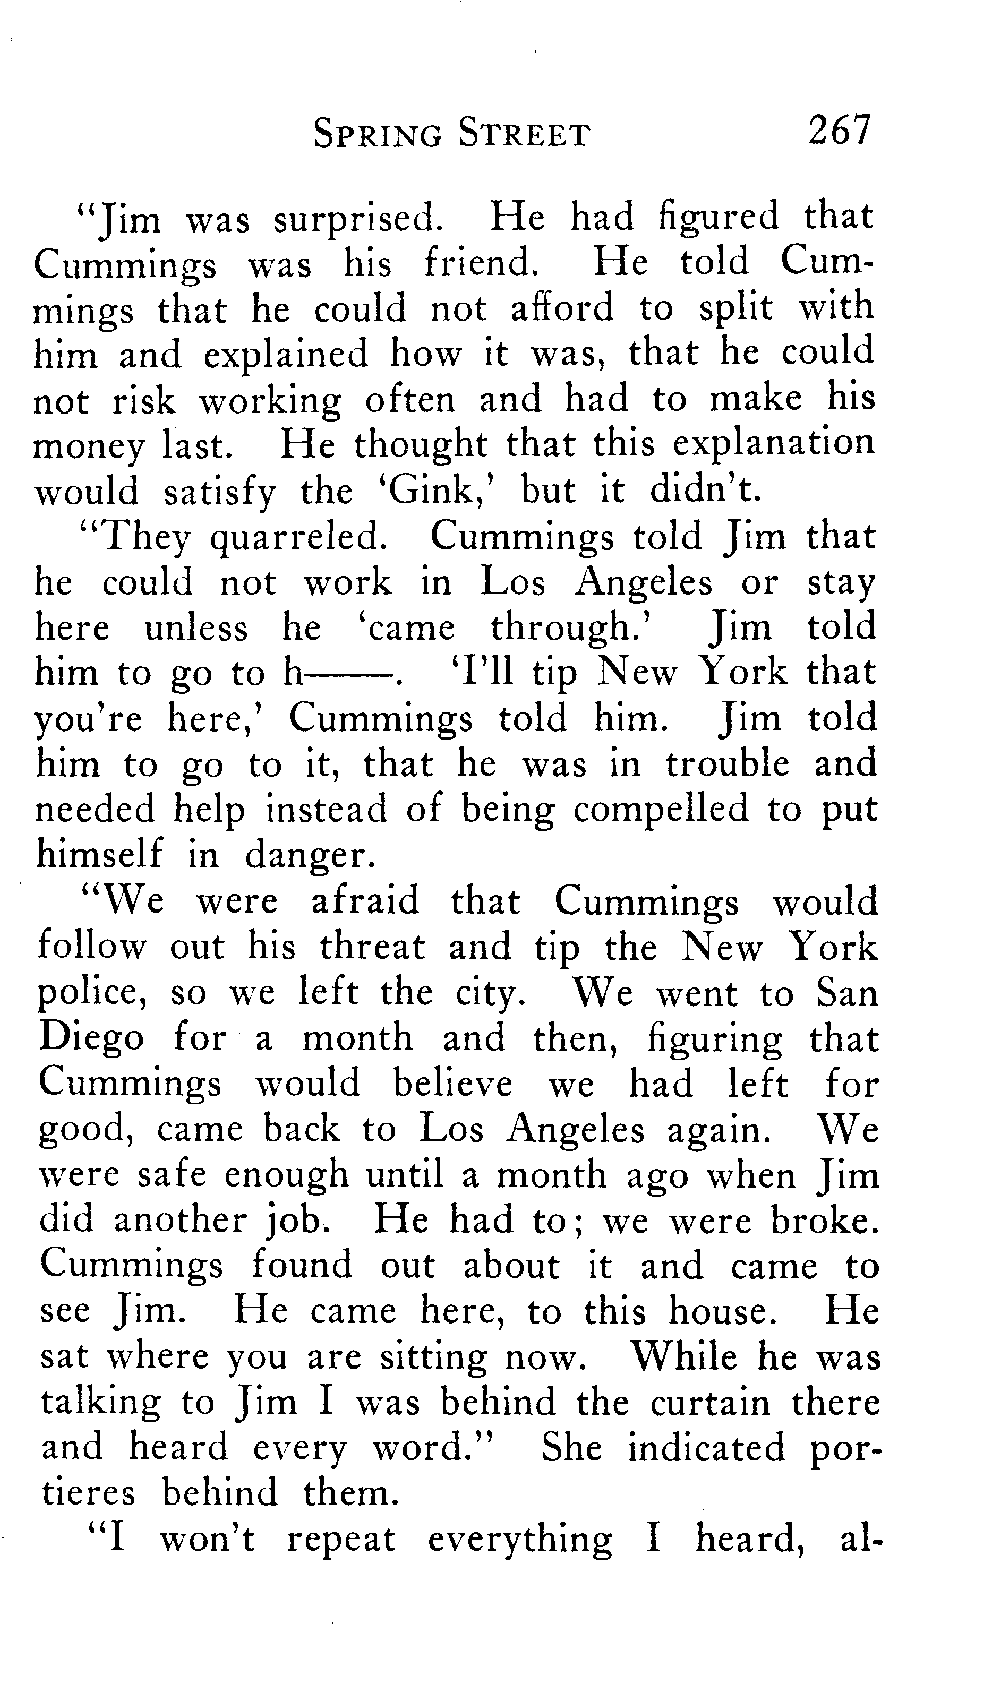 SPRING STREET 267
"Jim was surprised. He had figured that
Cummings was his friend. He told Cum-
mings that he could not afford to split with
him and explained how it was, that he could
not risk working often and had to make his
money last. He thought that this explanation
would satisfy the 'Gink,' but it didn't.
"They quarreled. Cummings told Jim that
he could not work in Los Angeles or stay
here unless he 'came through.' Jim told
him to go to h——. 'I'll tip New York that
you're here,' Cummings told him. Jim told
him to go to it, that he was in trouble and
needed help instead of being compelled to put
himself in danger.
"We were afraid that Cummings would
follow out his threat and tip the New York
police, so we left the city. We went to San
Diego for a month and then, figuring that
Cummings would believe we had left for
good, came back to Los Angeles again. We
were safe enough until a month ago when Jim
did another job. He had to; we were broke.
Cummings found out about it and came to
see Jim. He came here, to this house. He
sat where you are sitting now. While he was
talking to Jim I was behind the curtain there
and heard every word." She indicated por-
tieres behind them.
"I won't repeat everything I heard, al-